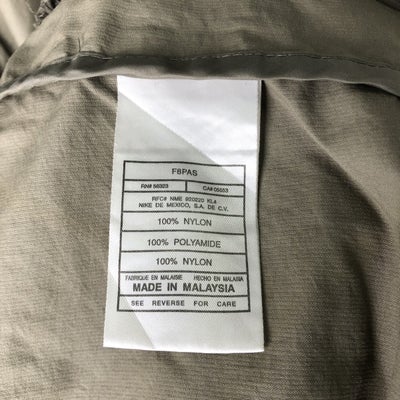 F8PAS
RN# 56323 CA# 05553
RFC# NME 920220 KL4
NIKE DE MEXICO, S.A. DE C.V.
100% NYLON
100% POLYAMIDE
100% NYLON
FABRIQUE EN MALAISIE HECHO EN MALASIA
MADE IN MALAYSIA
SEE REVERSE FOR CARE